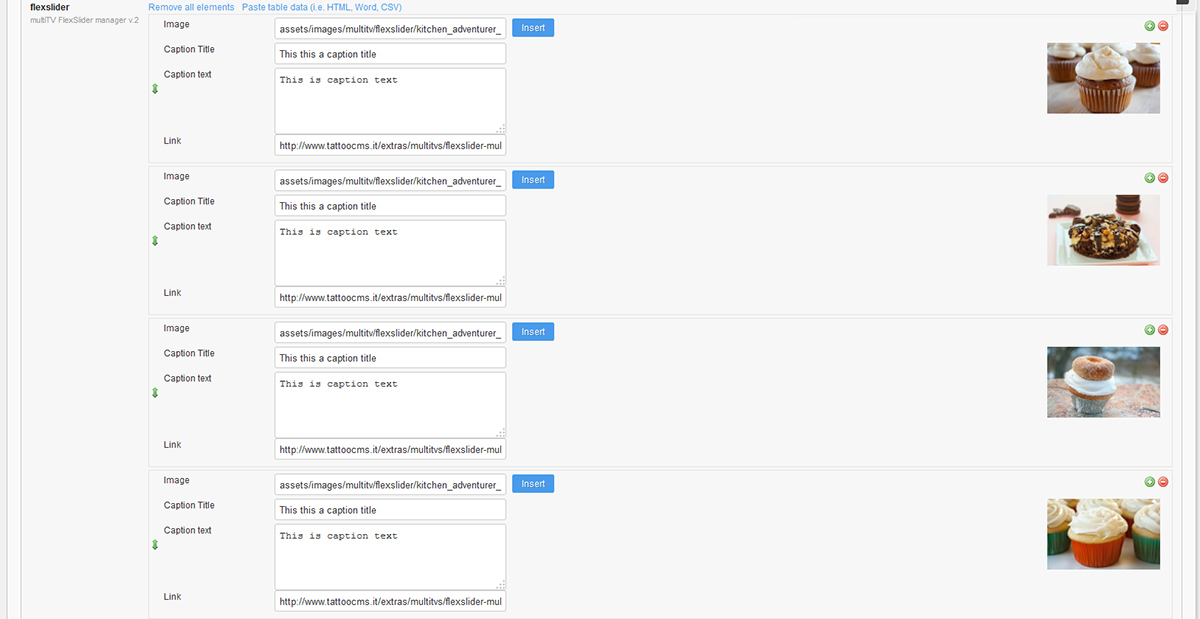 flexslider
Remove all elements Paste table data (i.e. HTML, Word, CSV)
multiTV FlexSlider manager v.2
Image assets/images/multitv/flexslider/kitchen_adventurer_ Insert
Caption Title This this a caption title
Caption text This is caption text
Link http://www.tattoocms.it/extras/multitvs/flexslider-mul
Image assets/images/multitv/flexslider/kitchen_adventurer_ Insert
Caption Title This this a caption title
Caption text This is caption text
Link http://www.tattoocms.it/extras/multitvs/flexslider-mul
Image assets/images/multitv/flexslider/kitchen_adventurer_ Insert
Caption Title This this a caption title
Caption text This is caption text
Link http://www.tattoocms.it/extras/multitvs/flexslider-mul
Image assets/images/multitv/flexslider/kitchen_adventurer_ Insert
Caption Title This this a caption title
Caption text This is caption text
Link http://www.tattoocms.it/extras/multitvs/flexslider-mul